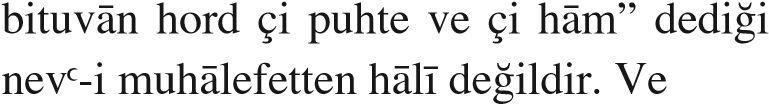 bituvān hord çi puhte ve çi hām” dediği
nevᶜ-i muhālefetten hālī değildir. Ve